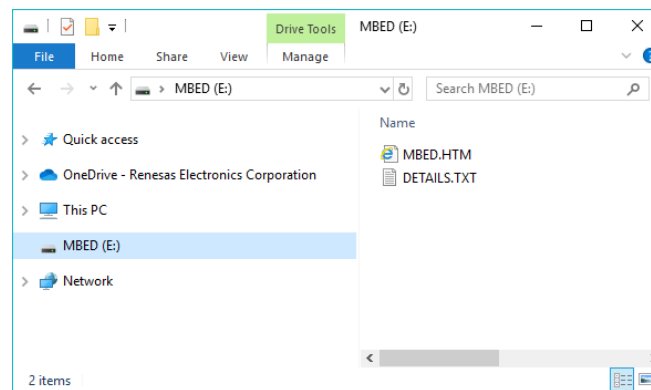 Drive Tools MBED (E:)
File Home Share View Manage
MBED (E:) Search MBED (E:)
Name
Quick access
MBED.HTM
OneDrive - Renesas Electronics Corporation
DETAILS.TXT
This PC
MBED (E:)
Network
2 items